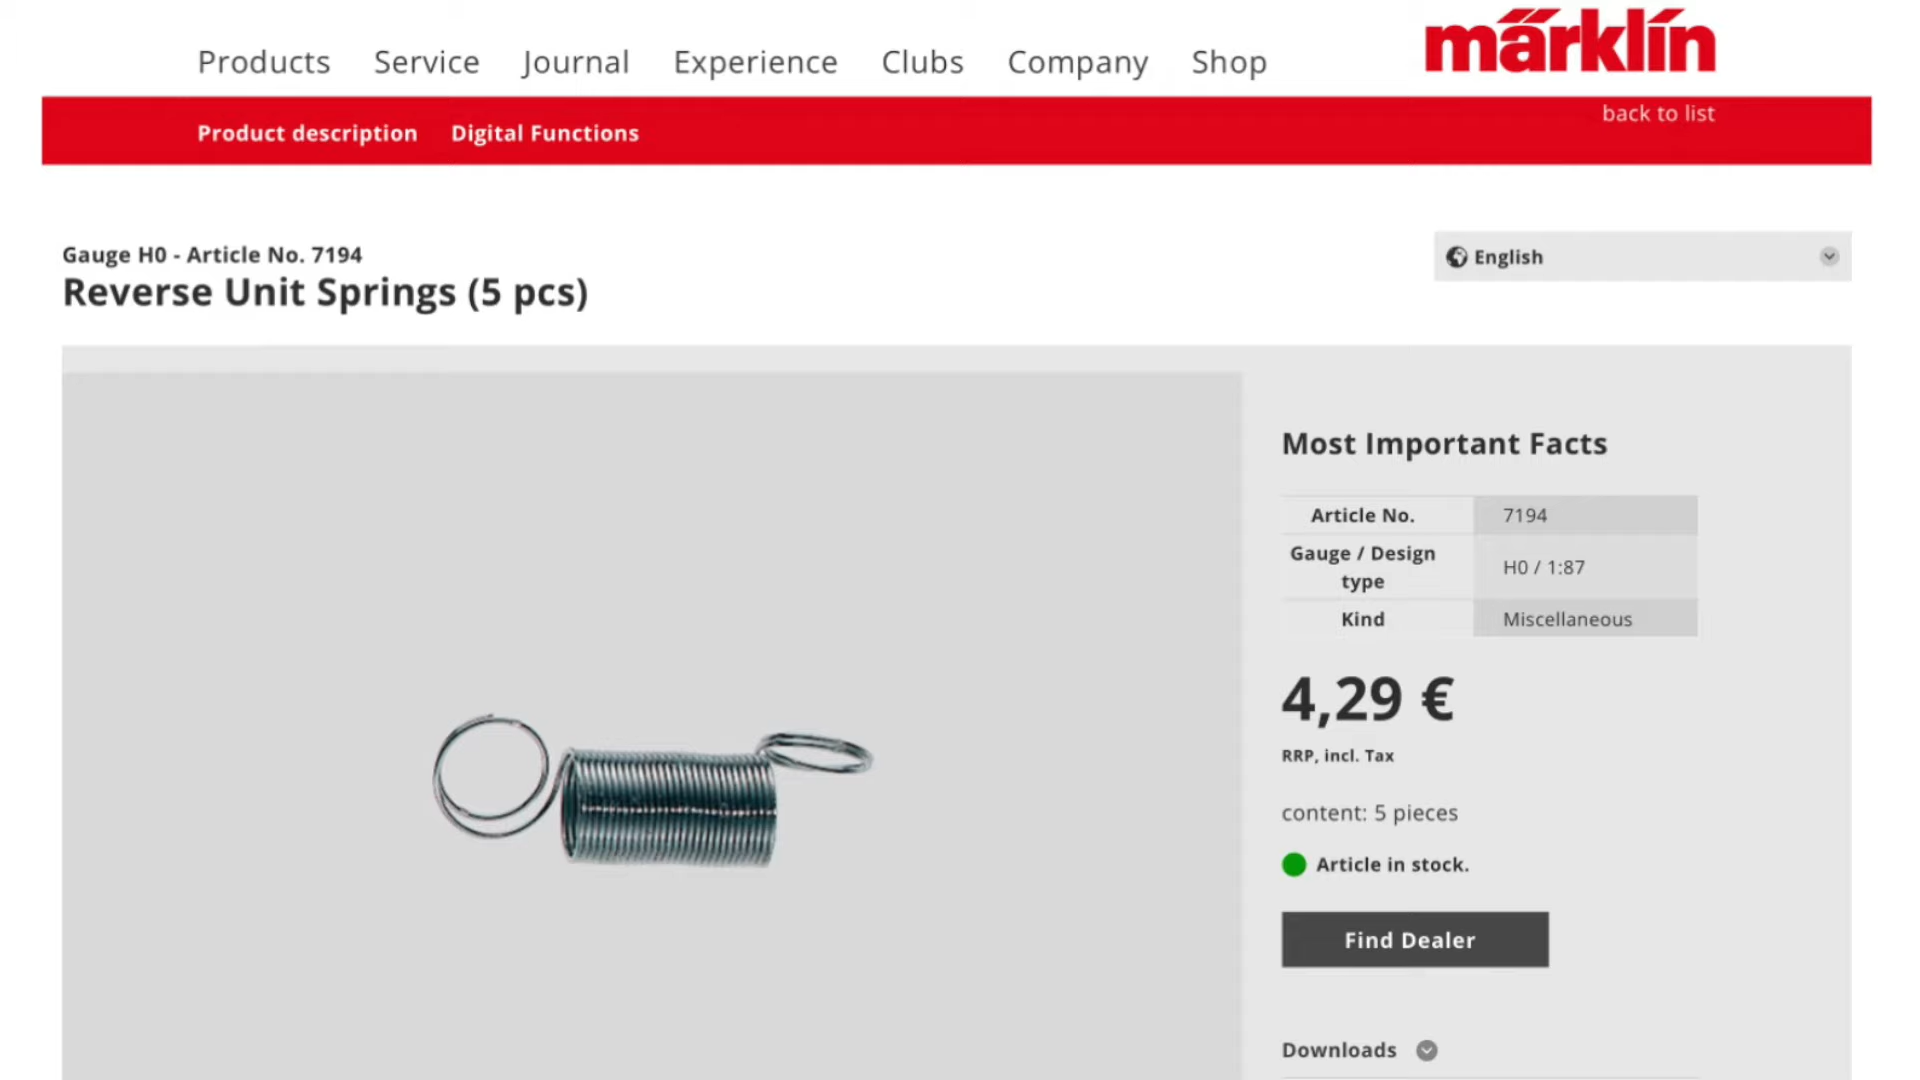 Products Service Journal Experience Clubs Company Shop
märklín
back to list
Product description Digital Functions
Gauge H0 - Article No. 7194
Reverse Unit Springs (5 pcs)
English
Most Important Facts
Article No. 7194
Gauge / Design
type
H0 / 1:87
Kind Miscellaneous
4,29 €
RRP, incl. Tax
content: 5 pieces
Article in stock.
Find Dealer
Downloads